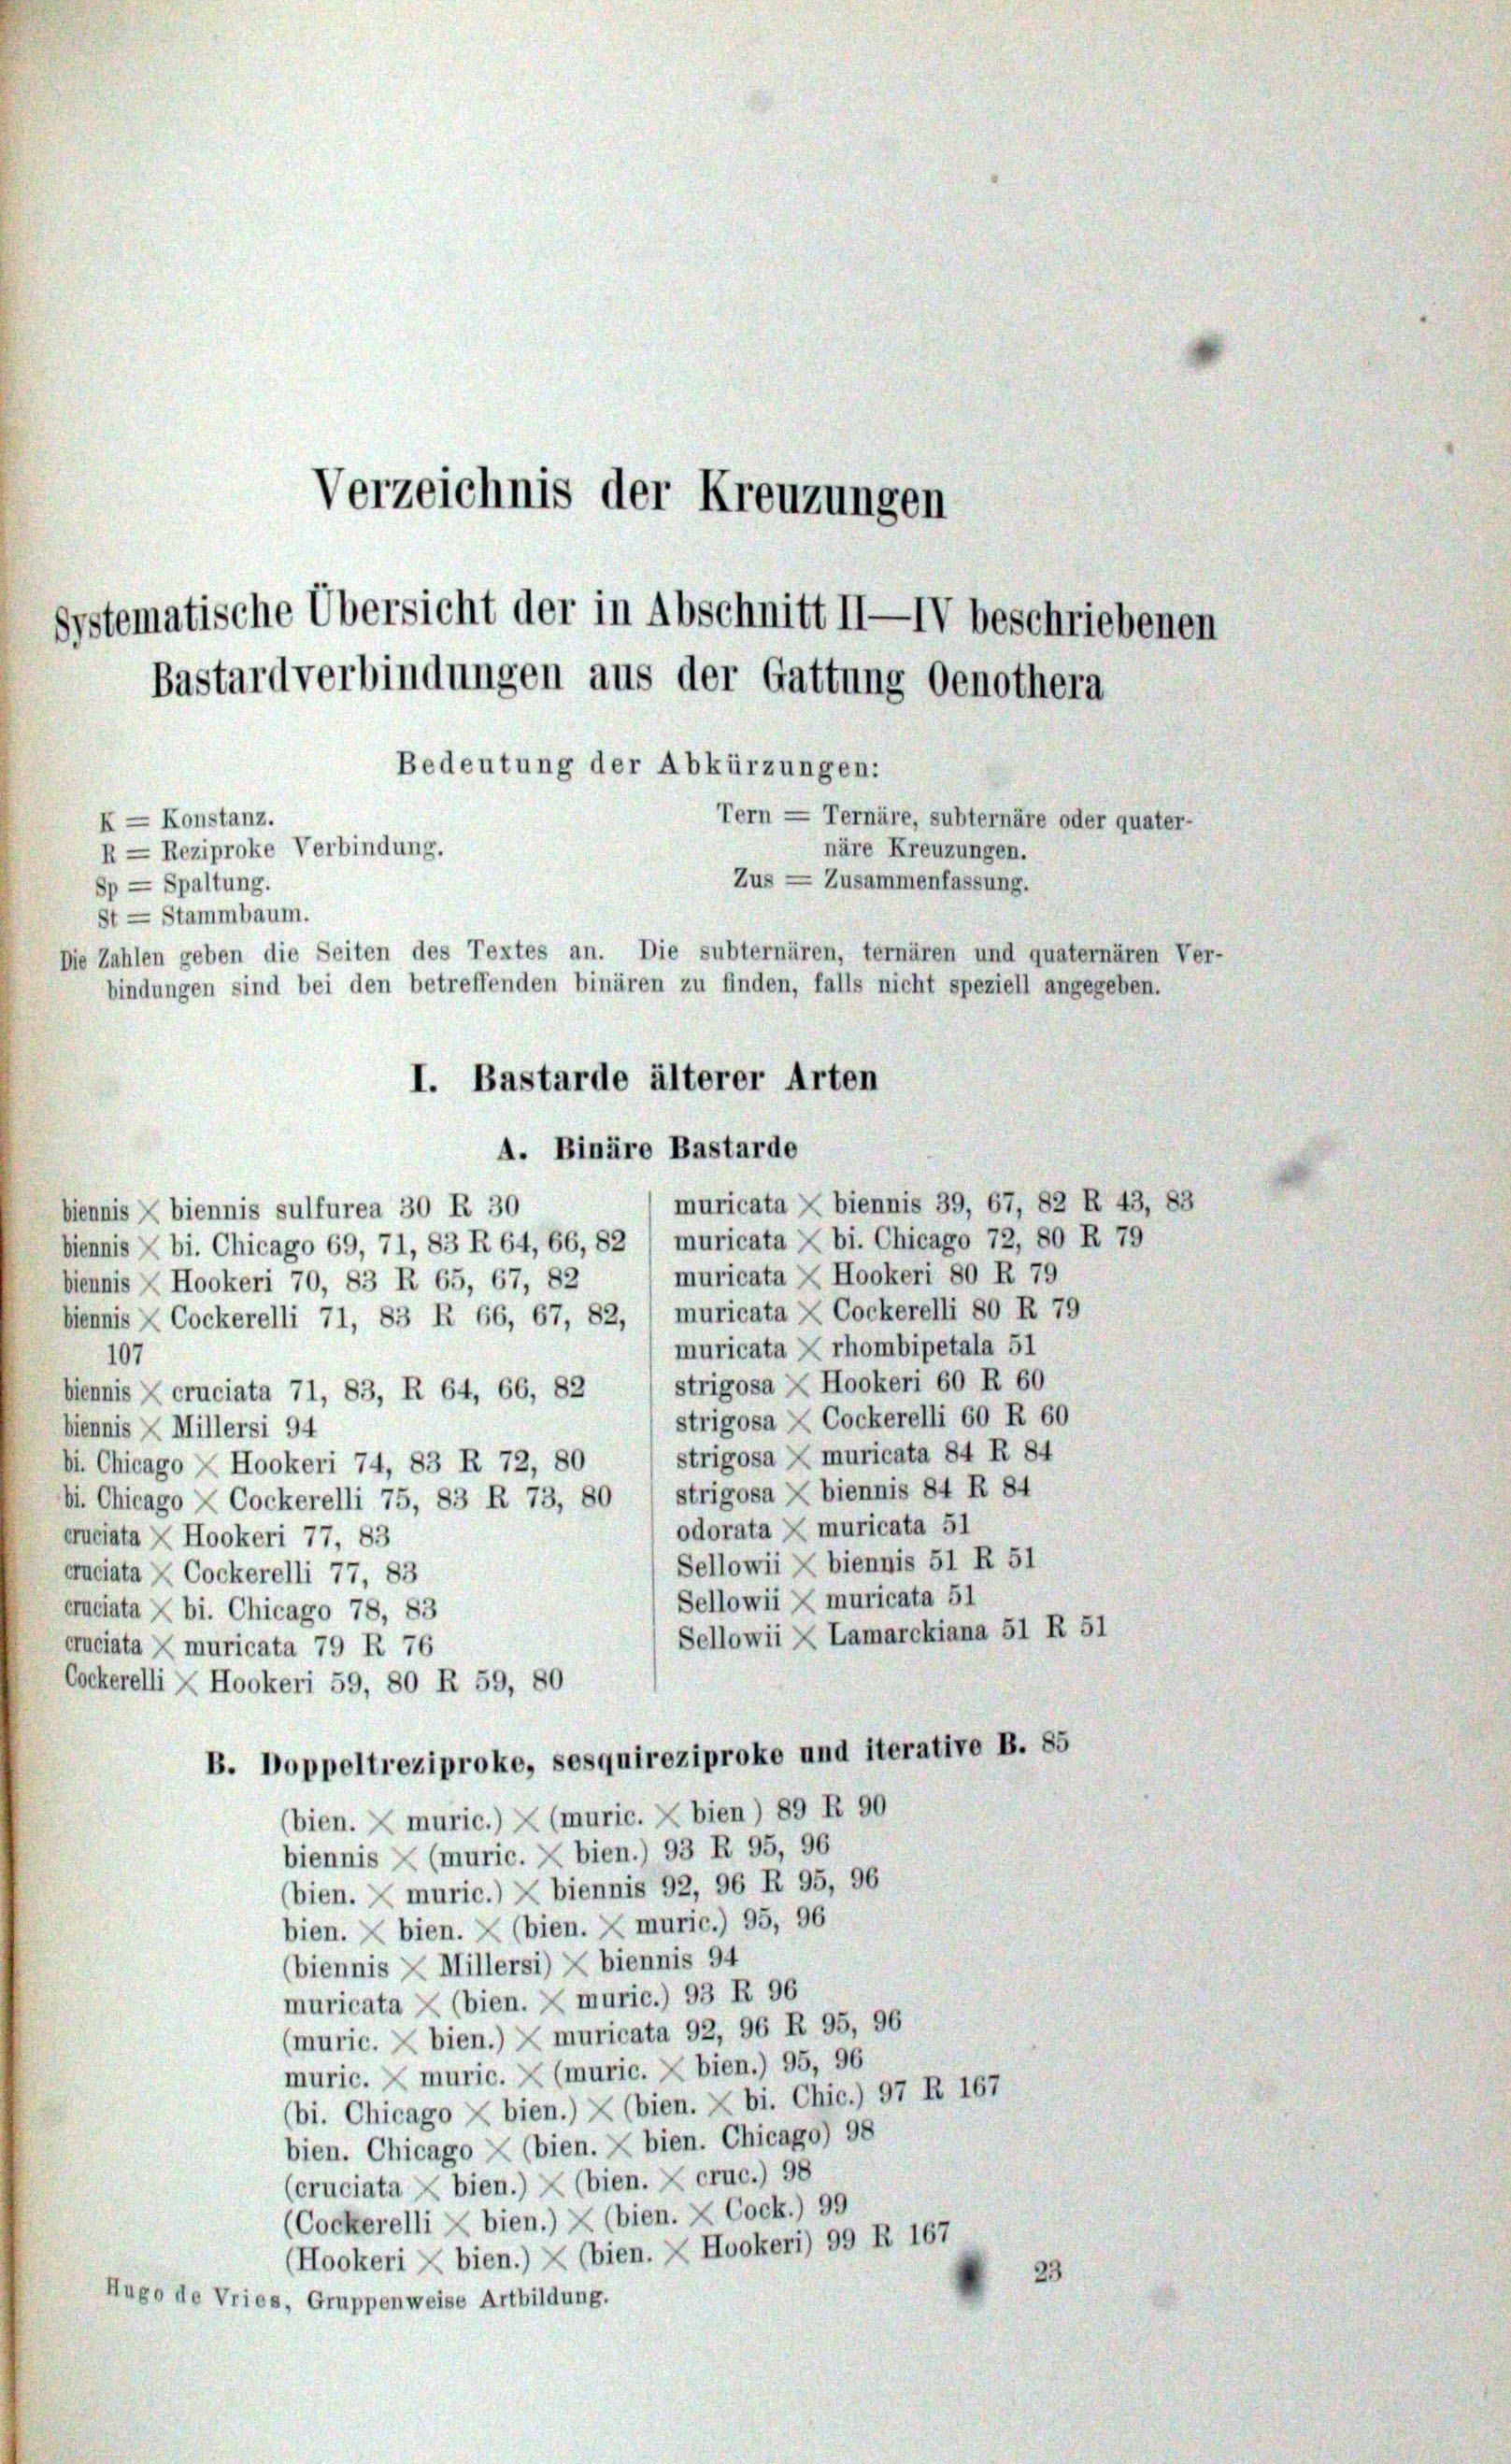 Verzeichnis der Kreuzungen
Systematische Übersicht der in Abschnitt II—IV beschriebenen
Bastardverbindungen aus der Gattung Oenothera
Bedeutung der Abkürzungen:
K = Konstanz.
R = Reziproke Verbindung.
Sp = Spaltung.
St = Stammbaum.
Tern = Ternäre, subternäre oder quater-
näre Kreuzungen.
Zus = Zusammenfassung.
Die Zahlen geben die Seiten des Textes an. Die subternären, ternären und quaternären Ver-
bindungen sind bei den betreffenden binären zu finden, falls nicht speziell angegeben.
I. Bastarde älterer Arten
A. Binäre Bastarde
biennis × biennis sulfurea 30 R 30
biennis × bi. Chicago 69, 71, 83 R 64, 66, 82
biennis × Hookeri 70, 83 R 65, 67, 82
biennis × Cockerelli 71, 83 R 66, 67, 82,
107
biennis × cruciata 71, 83, R 64, 66, 82
biennis × Millersi 94
bi. Chicago × Hookeri 74, 83 R 72, 80
bi. Chicago × Cockerelli 75, 83 R 73, 80
cruciata × Hookeri 77, 83
cruciata × Cockerelli 77, 83
cruciata × bi. Chicago 78, 83
cruciata × muricata 79 R 76
Cockerelli × Hookeri 59, 80 R 59, 80
muricata × biennis 39, 67, 82 R 43, 83
muricata × bi. Chicago 72, 80 R 79
muricata × Hookeri 80 R 79
muricata × Cockerelli 80 R 79
muricata × rhombipetala 51
strigosa × Hookeri 60 R 60
strigosa × Cockerelli 60 R 60
strigosa × muricata 84 R 84
strigosa × biennis 84 R 84
odorata × muricata 51
Sellowii × biennis 51 R 51
Sellowii × muricata 51
Sellowii × Lamarckiana 51 R 51
B. Doppeltreziproke, sesquireziproke und iterative B. 85
(bien. × muric.) × (muric. × bien) 89 R 90
biennis × (muric. × bien.) 93 R 95, 96
(bien. × muric.) × biennis 92, 96 R 95, 96
bien. × bien. × (bien. × muric.) 95, 96
(biennis × Millersi) × biennis 94
muricata × (bien. × muric.) 93 R 96
(muric. × bien.) × muricata 92, 96 R 95, 96
muric. × muric. × (muric. × bien.) 95, 96
(bi. Chicago × bien.) × (bien. × bi. Chic.) 97 R 167
bien. Chicago × (bien. × bien. Chicago) 98
(cruciata × bien.) × (bien. × cruc.) 98
(Cockerelli × bien.) × (bien. × Cock.) 99
(Hookeri × bien.) × (bien. × Hookeri) 99 R 167
Hugo de Vries, Gruppenweise Artbildung.
23